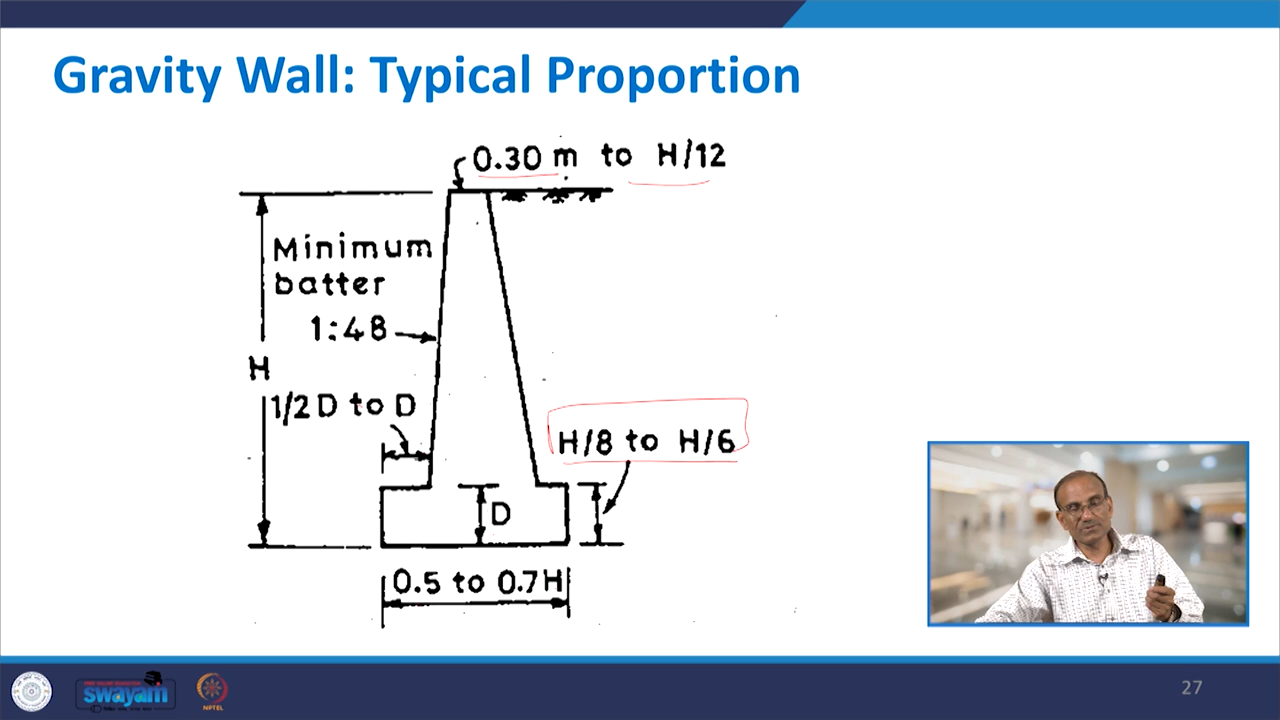 Gravity Wall: Typical Proportion
0.30 m to H/12
Minimum
batter
1:48
H
1/2 D to D
H/8 to H/6
D
0.5 to 0.7H
swayam
NPTEL
27